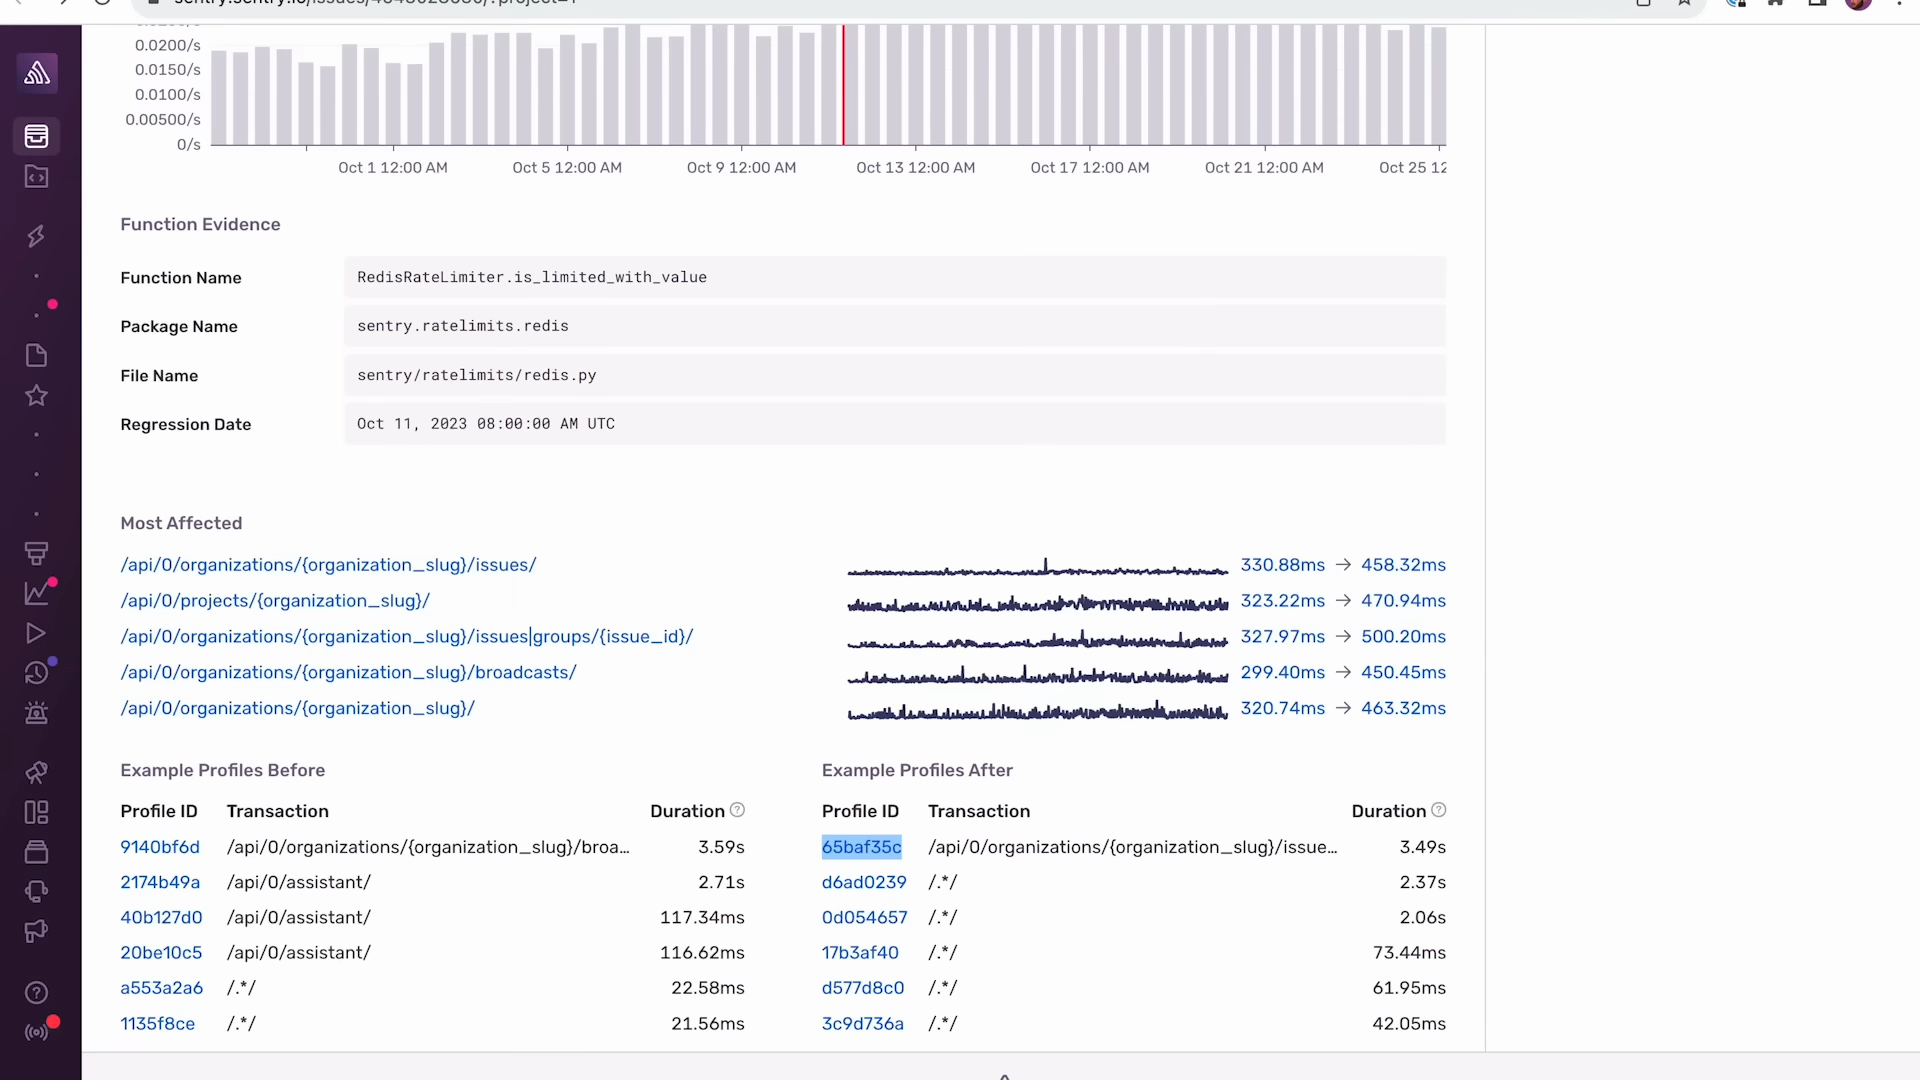 0.0200/s
0.0150/s
0.0100/s
0.00500/s
0/s
Oct 1 12:00 AM Oct 5 12:00 AM Oct 9 12:00 AM Oct 13 12:00 AM Oct 17 12:00 AM Oct 21 12:00 AM Oct 25 12
Function Evidence
Function Name RedisRateLimiter.is_limited_with_value
Package Name sentry.ratelimits.redis
File Name sentry/ratelimits/redis.py
Regression Date Oct 11, 2023 08:00:00 AM UTC
Most Affected
/api/0/organizations/{organization_slug}/issues/ 330.88ms → 458.32ms
/api/0/projects/{organization_slug}/ 323.22ms → 470.94ms
/api/0/organizations/{organization_slug}/issues|groups/{issue_id}/ 327.97ms → 500.20ms
/api/0/organizations/{organization_slug}/broadcasts/ 299.40ms → 450.45ms
/api/0/organizations/{organization_slug}/ 320.74ms → 463.32ms
Example Profiles Before
Profile ID Transaction Duration
9140bf6d /api/0/organizations/{organization_slug}/broa... 3.59s
2174b49a /api/0/assistant/ 2.71s
40b127d0 /api/0/assistant/ 117.34ms
20be10c5 /api/0/assistant/ 116.62ms
a553a2a6 /.*/ 22.58ms
1135f8ce /.*/ 21.56ms
Example Profiles After
Profile ID Transaction Duration
65baf35c /api/0/organizations/{organization_slug}/issue... 3.49s
d6ad0239 /.*/ 2.37s
0d054657 /.*/ 2.06s
17b3af40 /.*/ 73.44ms
d577d8c0 /.*/ 61.95ms
3c9d736a /.*/ 42.05ms